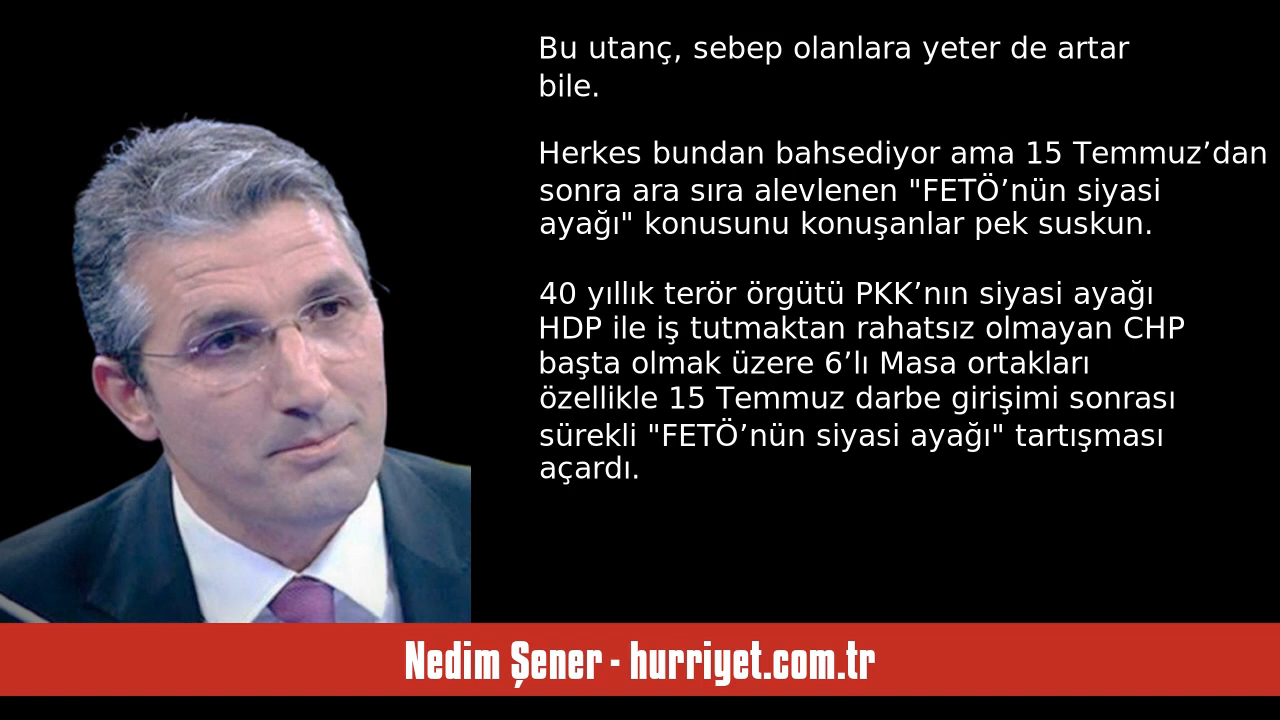 Bu utanç, sebep olanlara yeter de artar
bile.
Herkes bundan bahsediyor ama 15 Temmuz’dan
sonra ara sıra alevlenen "FETÖ’nün siyasi
ayağı" konusunu konuşanlar pek suskun.
40 yıllık terör örgütü PKK’nın siyasi ayağı
HDP ile iş tutmaktan rahatsız olmayan CHP
başta olmak üzere 6’lı Masa ortakları
özellikle 15 Temmuz darbe girişimi sonrası
sürekli "FETÖ’nün siyasi ayağı" tartışması
açardı.
Nedim Şener - hurriyet.com.tr